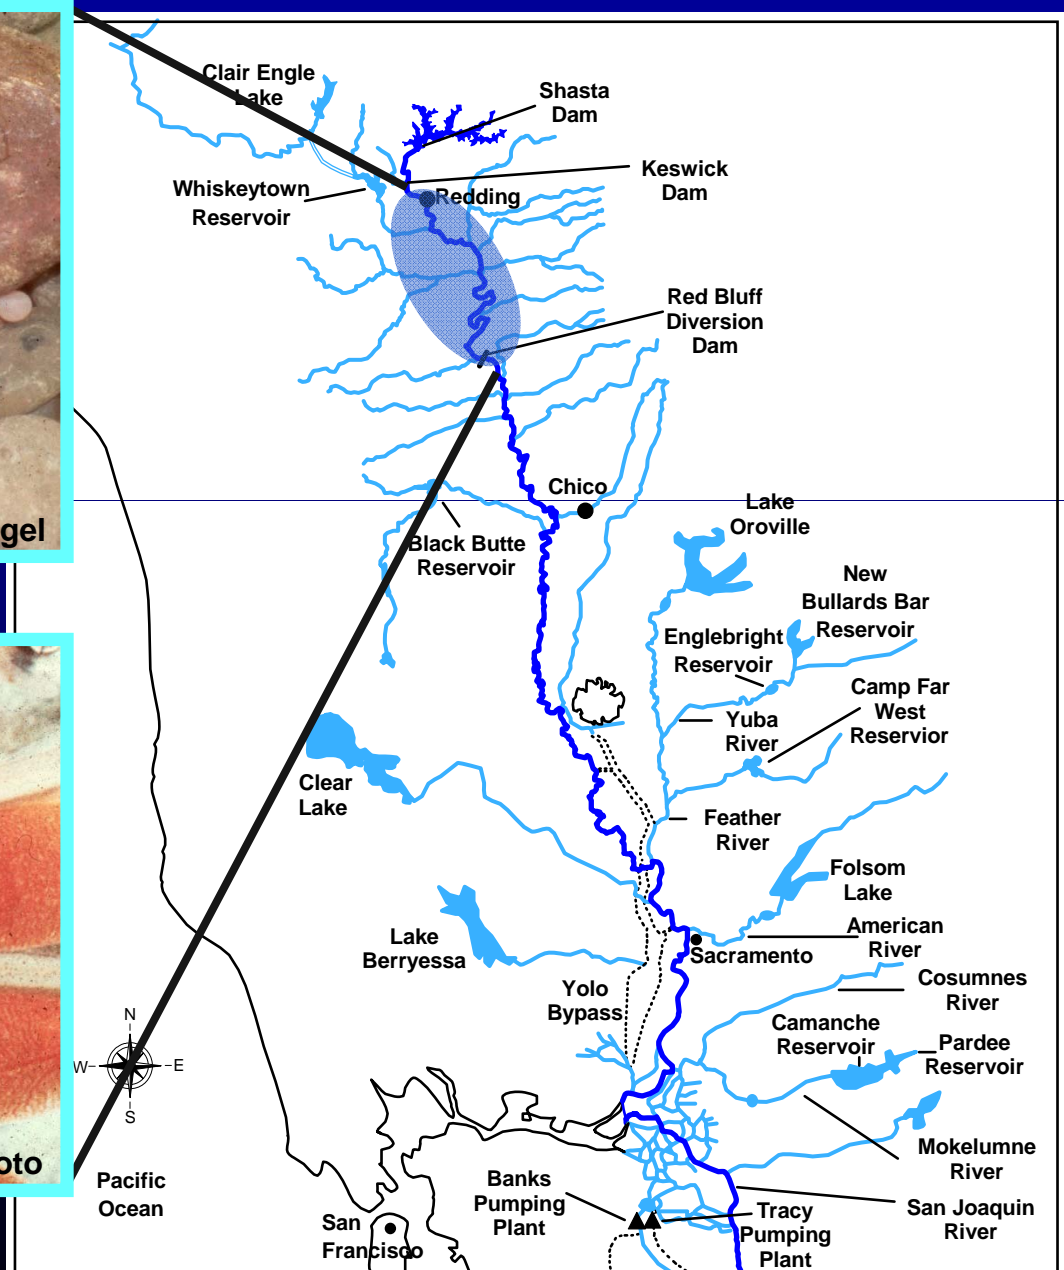 Clair Engle
Lake
Shasta
Dam
Keswick
Dam
Whiskeytown
Reservoir
Redding
Red Bluff
Diversion
Dam
Chico
Lake
Oroville
gel
Black Butte
Reservoir
New
Bullards Bar
Reservoir
Englebright
Reservoir
Camp Far
West
Reservior
Yuba
River
Clear
Lake
Feather
River
Folsom
Lake
American
River
Lake
Berryessa
Sacramento
Yolo
Bypass
Cosumnes
River
Camanche
Reservoir
Pardee
Reservoir
N
W
E
S
oto
Mokelumne
River
Pacific
Ocean
Banks
Pumping
Plant
San Joaquin
River
Tracy
Pumping
Plant
San
Francisco